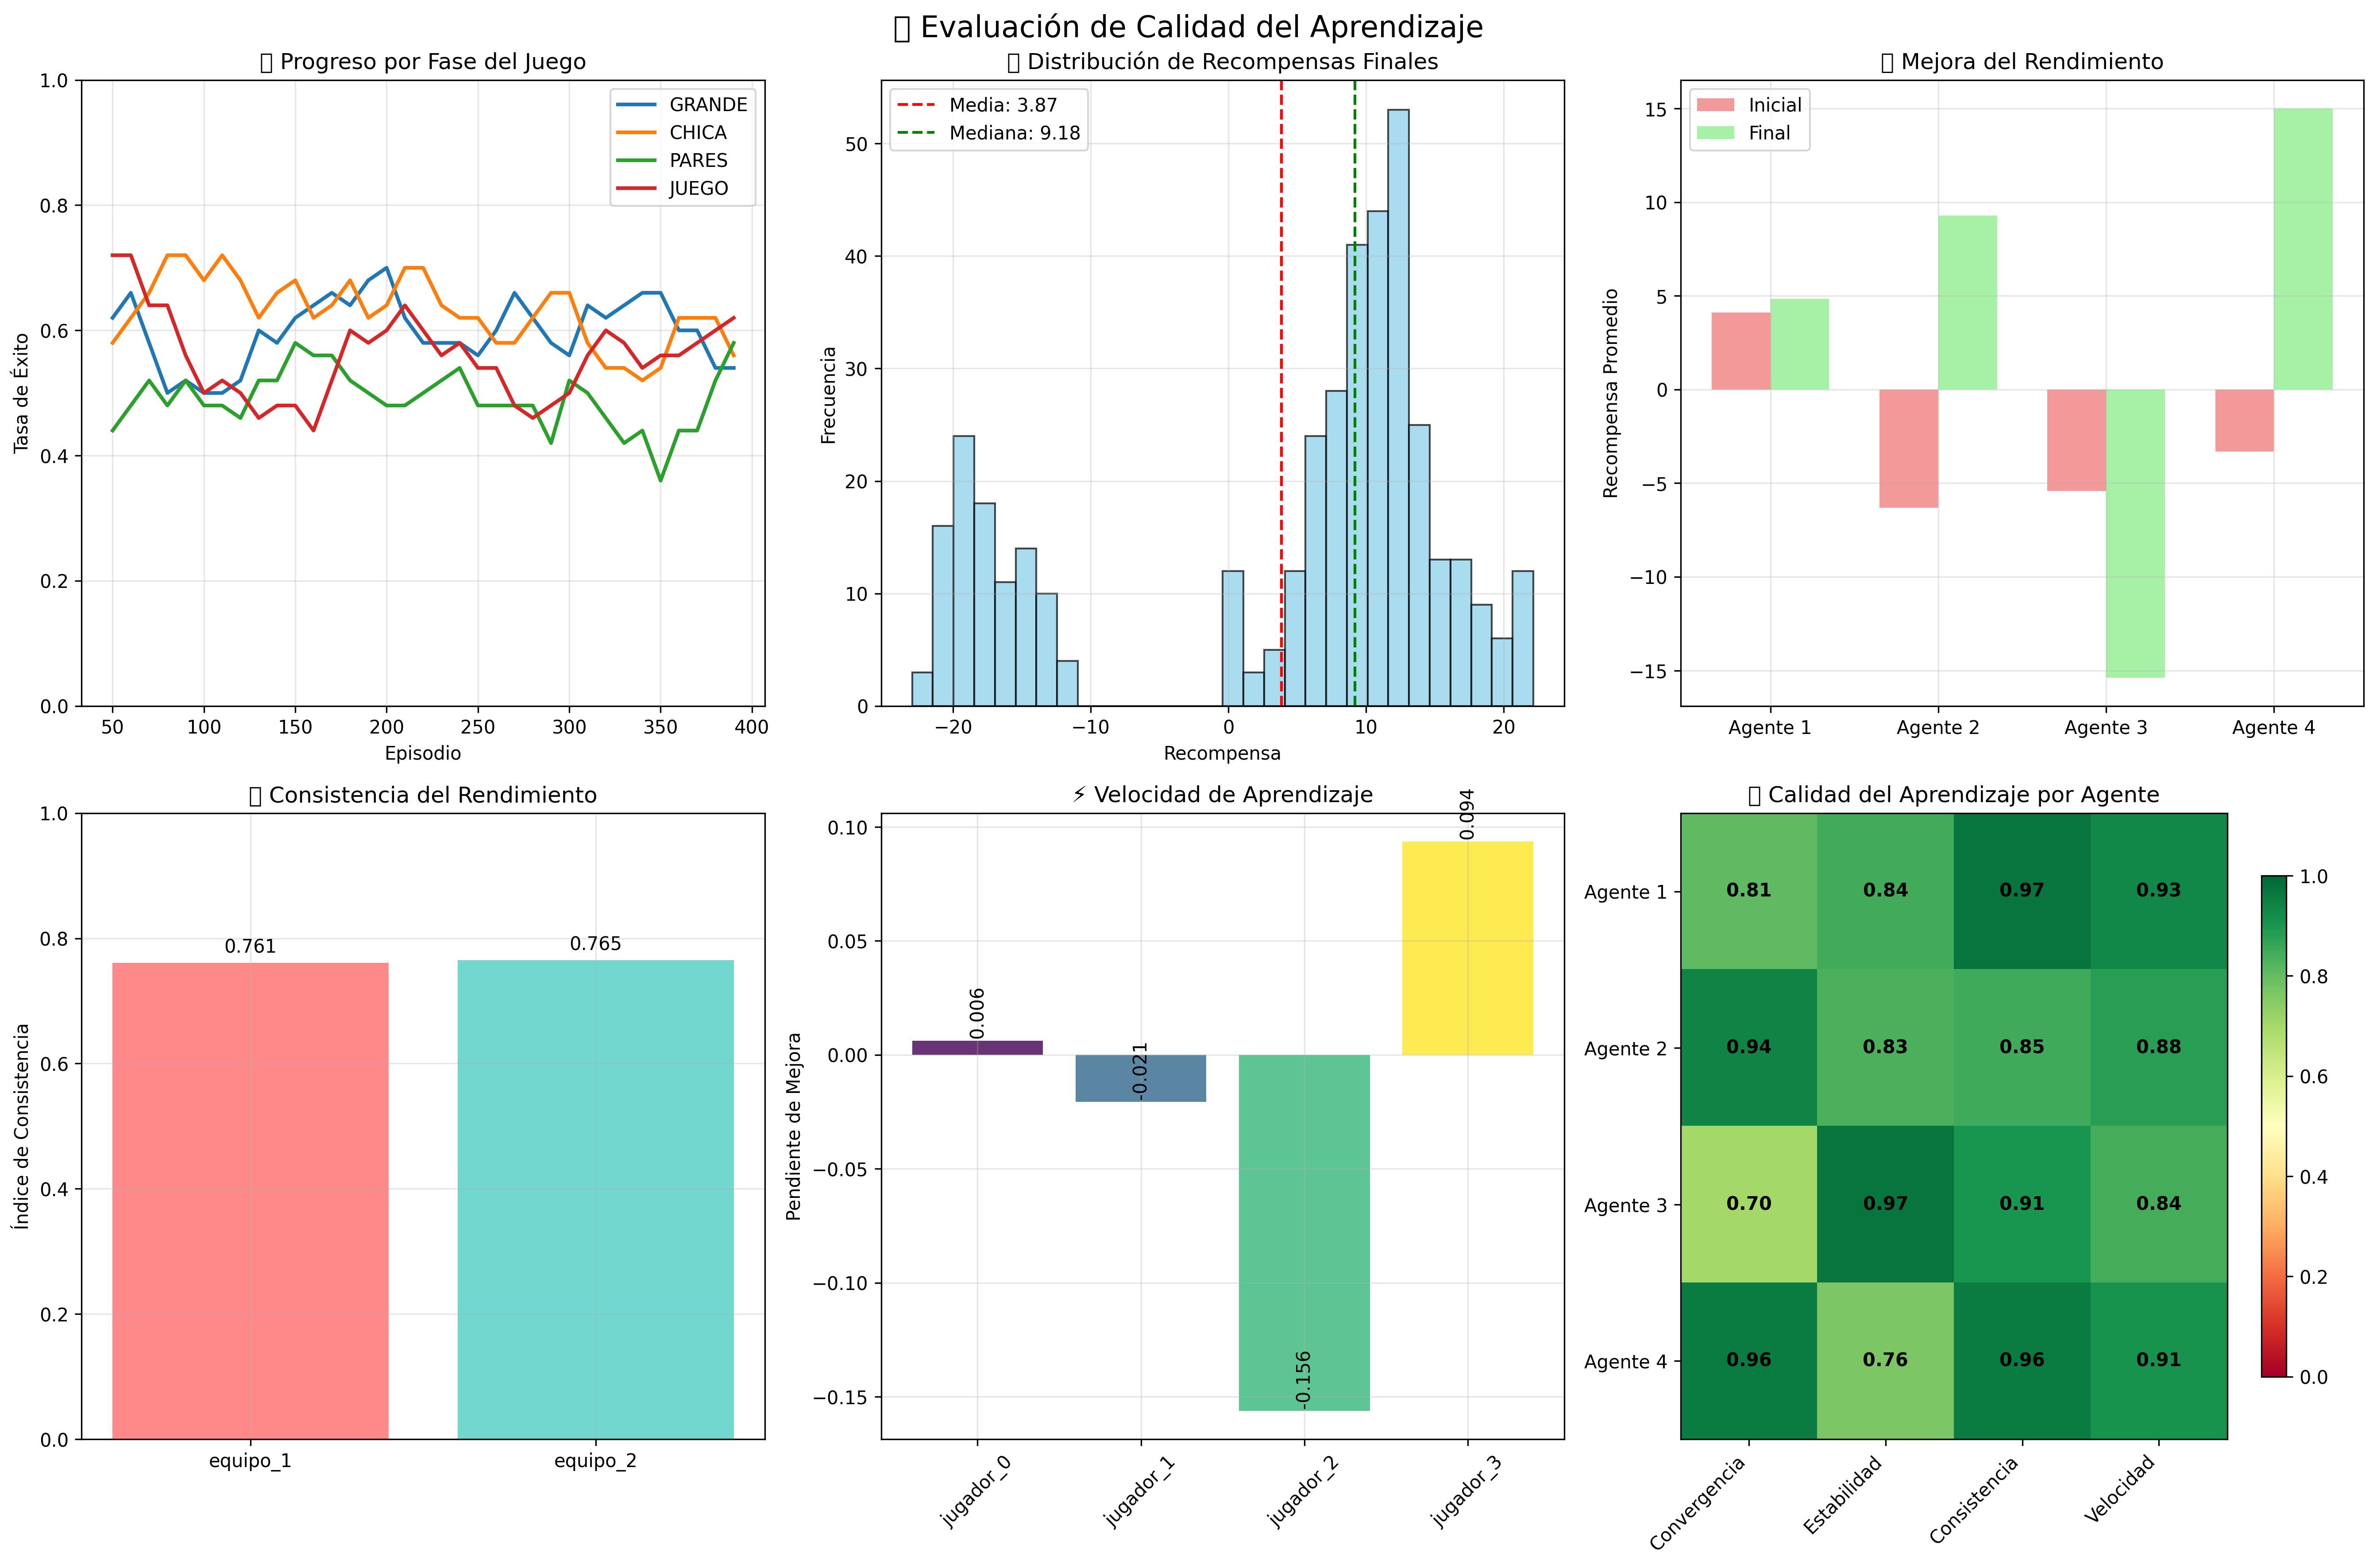 Evaluación de Calidad del Aprendizaje
Progreso por Fase del Juego
GRANDE
CHICA
PARES
JUEGO
Tasa de Éxito
1.0
0.8
0.6
0.4
0.2
0.0
50
100
150
200
250
300
350
400
Episodio
Distribución de Recompensas Finales
Media: 3.87
Mediana: 9.18
Frecuencia
50
40
30
20
10
0
−20
−10
0
10
20
Recompensa
Mejora del Rendimiento
Inicial
Final
Recompensa Promedio
15
10
5
0
−5
−10
−15
Agente 1
Agente 2
Agente 3
Agente 4
Consistencia del Rendimiento
Índice de Consistencia
1.0
0.8
0.6
0.4
0.2
0.0
0.761
0.765
equipo_1
equipo_2
⚡ Velocidad de Aprendizaje
Pendiente de Mejora
0.10
0.05
0.00
−0.05
−0.10
−0.15
0.006
-0.021
-0.156
0.094
jugador_0
jugador_1
jugador_2
jugador_3
Calidad del Aprendizaje por Agente
Agente 1
0.81
0.84
0.97
0.93
Agente 2
0.94
0.83
0.85
0.88
Agente 3
0.70
0.97
0.91
0.84
Agente 4
0.96
0.76
0.96
0.91
Convergencia
Estabilidad
Consistencia
Velocidad
1.0
0.8
0.6
0.4
0.2
0.0